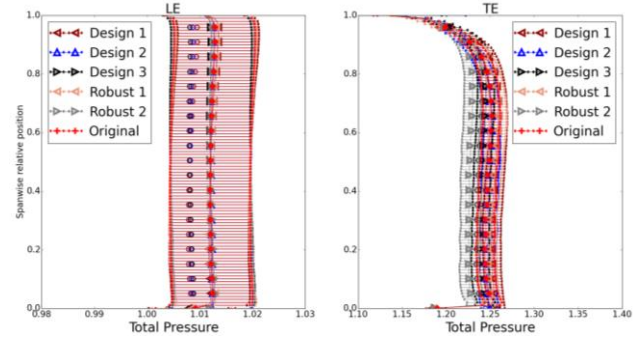 LE
TE
Design 1
Design 2
Design 3
Robust 1
Robust 2
Original
Design 1
Design 2
Design 3
Robust 1
Robust 2
Original
Spanwise relative position
1.0
0.8
0.6
0.4
0.2
0.0
0.98
0.99
1.00
1.01
1.02
1.03
Total Pressure
1.0
0.8
0.6
0.4
0.2
0.0
1.10
1.15
1.20
1.25
1.30
1.35
1.40
Total Pressure